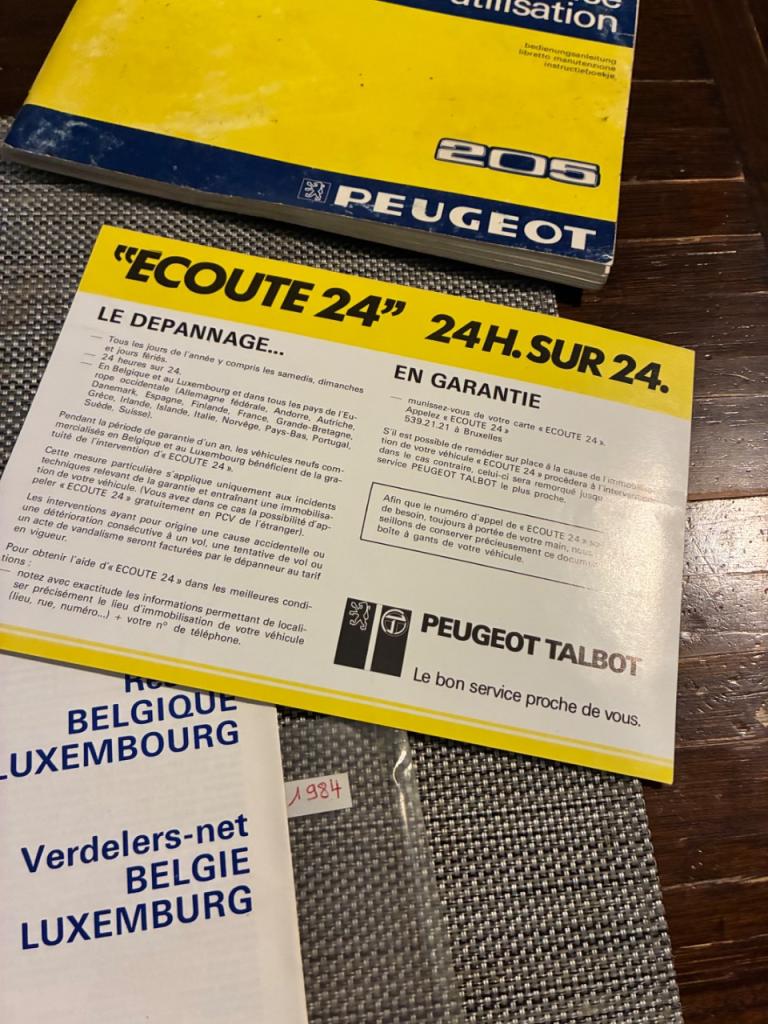 utilisation
bedienungsanleitung
libretto manutenzione
instructieboekje
205
PEUGEOT
"ECOUTE 24" 24H. SUR 24.
LE DEPANNAGE...
— Tous les jours de l'année y compris les samedis, dimanches
et jours fériés.
— 24 heures sur 24.
— En Belgique et au Luxembourg et dans tous les pays de l'Eu-
rope occidentale (Allemagne fédérale, Andorre, Autriche,
Danemark, Espagne, Finlande, France, Grande-Bretagne,
Grèce, Irlande, Islande, Italie, Norvège, Pays-Bas, Portugal,
Suède, Suisse).
Pendant la période de garantie d'un an, les véhicules neufs com-
mercialisés en Belgique et au Luxembourg bénéficient de la gra-
tuité de l'intervention d'« ECOUTE 24 ».
Cette mesure particulière s'applique uniquement aux incidents
techniques relevant de la garantie et entraînant une immobilisa-
tion de votre véhicule. (Vous avez dans ce cas la possibilité d'ap-
peler « ECOUTE 24 » gratuitement en PCV de l'étranger).
Les interventions ayant pour origine une cause accidentelle ou
une détérioration consécutive à un vol, une tentative de vol ou
un acte de vandalisme seront facturées par le dépanneur au tarif
en vigueur.
Pour obtenir l'aide d'« ECOUTE 24 » dans les meilleures condi-
tions :
— notez avec exactitude les informations permettant de locali-
ser précisément le lieu d'immobilisation de votre véhicule
(lieu, rue, numéro...) + votre n° de téléphone.
EN GARANTIE
— munissez-vous de votre carte « ECOUTE 24 ».
Appelez « ECOUTE 24 »
539.21.21 à Bruxelles
S'il est possible de remédier sur place à la cause de l'immobilisa-
tion de votre véhicule « ECOUTE 24 » procédera à l'intervention
dans le cas contraire, celui-ci sera remorqué jusqu
service PEUGEOT TALBOT le plus proche.
Afin que le numéro d'appel de « ECOUTE 24 »
de besoin, toujours à portée de votre main, nous
seillons de conserver précieusement ce docum
boîte à gants de votre véhicule.
PEUGEOT TALBOT
Le bon service proche de vous.
BELGIQUE
LUXEMBOURG
1984
Verdelers-net
BELGIE
LUXEMBURG